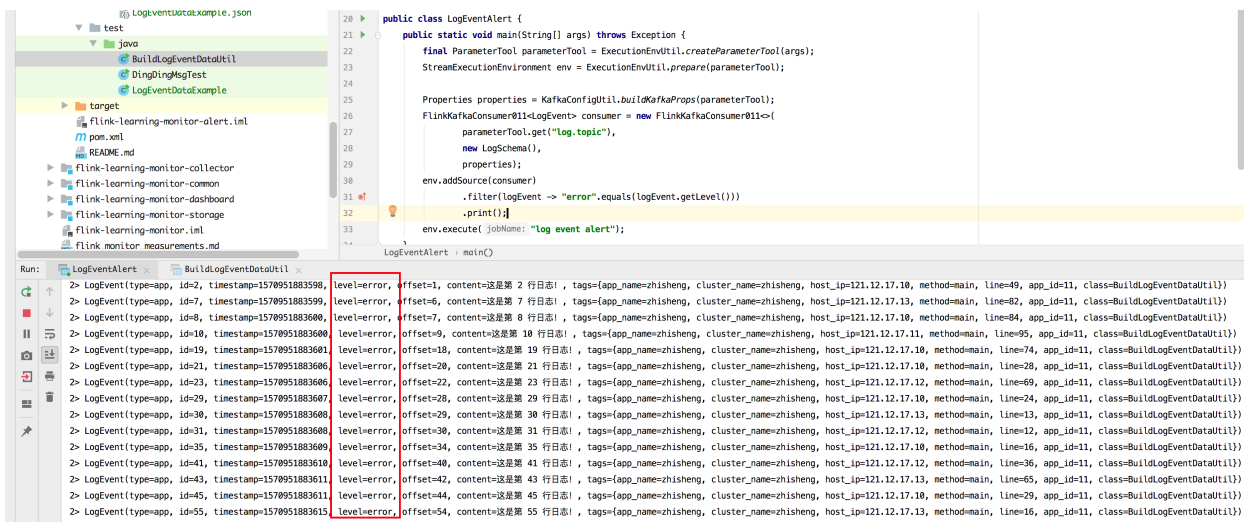 LogEventDataExample.json
test
java
BuildLogEventDataUtil
DingDingMsgTest
LogEventDataExample
target
flink-learning-monitor-alert.iml
pom.xml
README.md
flink-learning-monitor-collector
flink-learning-monitor-common
flink-learning-monitor-dashboard
flink-learning-monitor-storage
flink-learning-monitor.iml
flink monitor measurements.md
20 public class LogEventAlert {
21 public static void main(String[] args) throws Exception {
22 final ParameterTool parameterTool = ExecutionEnvUtil.createParameterTool(args);
23 StreamExecutionEnvironment env = ExecutionEnvUtil.prepare(parameterTool);
24
25 Properties properties = KafkaConfigUtil.buildKafkaProps(parameterTool);
26 FlinkKafkaConsumer011<LogEvent> consumer = new FlinkKafkaConsumer011<>(
27 parameterTool.get("log.topic"),
28 new LogSchema(),
29 properties);
30 env.addSource(consumer)
31 .filter(logEvent -> "error".equals(logEvent.getLevel()))
32 .print();
33 env.execute( jobName: "log event alert");
34 }
LogEventAlert › main()
Run: LogEventAlert × BuildLogEventDataUtil ×
2> LogEvent(type=app, id=2, timestamp=1570951883598, level=error, offset=1, content=这是第 2 行日志! , tags={app_name=zhisheng, cluster_name=zhisheng, host_ip=121.12.17.10, method=main, line=49, app_id=11, class=BuildLogEventDataUtil})
2> LogEvent(type=app, id=7, timestamp=1570951883599, level=error, offset=6, content=这是第 7 行日志! , tags={app_name=zhisheng, cluster_name=zhisheng, host_ip=121.12.17.13, method=main, line=82, app_id=11, class=BuildLogEventDataUtil})
2> LogEvent(type=app, id=8, timestamp=1570951883600, level=error, offset=7, content=这是第 8 行日志! , tags={app_name=zhisheng, cluster_name=zhisheng, host_ip=121.12.17.10, method=main, line=84, app_id=11, class=BuildLogEventDataUtil})
2> LogEvent(type=app, id=10, timestamp=1570951883600, level=error, offset=9, content=这是第 10 行日志! , tags={app_name=zhisheng, cluster_name=zhisheng, host_ip=121.12.17.11, method=main, line=95, app_id=11, class=BuildLogEventDataUtil})
2> LogEvent(type=app, id=19, timestamp=1570951883601, level=error, offset=18, content=这是第 19 行日志! , tags={app_name=zhisheng, cluster_name=zhisheng, host_ip=121.12.17.10, method=main, line=74, app_id=11, class=BuildLogEventDataUtil})
2> LogEvent(type=app, id=21, timestamp=1570951883606, level=error, offset=20, content=这是第 21 行日志! , tags={app_name=zhisheng, cluster_name=zhisheng, host_ip=121.12.17.10, method=main, line=28, app_id=11, class=BuildLogEventDataUtil})
2> LogEvent(type=app, id=23, timestamp=1570951883606, level=error, offset=22, content=这是第 23 行日志! , tags={app_name=zhisheng, cluster_name=zhisheng, host_ip=121.12.17.12, method=main, line=69, app_id=11, class=BuildLogEventDataUtil})
2> LogEvent(type=app, id=29, timestamp=1570951883607, level=error, offset=28, content=这是第 29 行日志! , tags={app_name=zhisheng, cluster_name=zhisheng, host_ip=121.12.17.10, method=main, line=24, app_id=11, class=BuildLogEventDataUtil})
2> LogEvent(type=app, id=30, timestamp=1570951883608, level=error, offset=29, content=这是第 30 行日志! , tags={app_name=zhisheng, cluster_name=zhisheng, host_ip=121.12.17.13, method=main, line=13, app_id=11, class=BuildLogEventDataUtil})
2> LogEvent(type=app, id=31, timestamp=1570951883608, level=error, offset=30, content=这是第 31 行日志! , tags={app_name=zhisheng, cluster_name=zhisheng, host_ip=121.12.17.12, method=main, line=12, app_id=11, class=BuildLogEventDataUtil})
2> LogEvent(type=app, id=35, timestamp=1570951883609, level=error, offset=34, content=这是第 35 行日志! , tags={app_name=zhisheng, cluster_name=zhisheng, host_ip=121.12.17.10, method=main, line=16, app_id=11, class=BuildLogEventDataUtil})
2> LogEvent(type=app, id=41, timestamp=1570951883610, level=error, offset=40, content=这是第 41 行日志! , tags={app_name=zhisheng, cluster_name=zhisheng, host_ip=121.12.17.12, method=main, line=36, app_id=11, class=BuildLogEventDataUtil})
2> LogEvent(type=app, id=43, timestamp=1570951883611, level=error, offset=42, content=这是第 43 行日志! , tags={app_name=zhisheng, cluster_name=zhisheng, host_ip=121.12.17.13, method=main, line=65, app_id=11, class=BuildLogEventDataUtil})
2> LogEvent(type=app, id=45, timestamp=1570951883611, level=error, offset=44, content=这是第 45 行日志! , tags={app_name=zhisheng, cluster_name=zhisheng, host_ip=121.12.17.10, method=main, line=29, app_id=11, class=BuildLogEventDataUtil})
2> LogEvent(type=app, id=55, timestamp=1570951883615, level=error, offset=54, content=这是第 55 行日志! , tags={app_name=zhisheng, cluster_name=zhisheng, host_ip=121.12.17.13, method=main, line=16, app_id=11, class=BuildLogEventDataUtil})